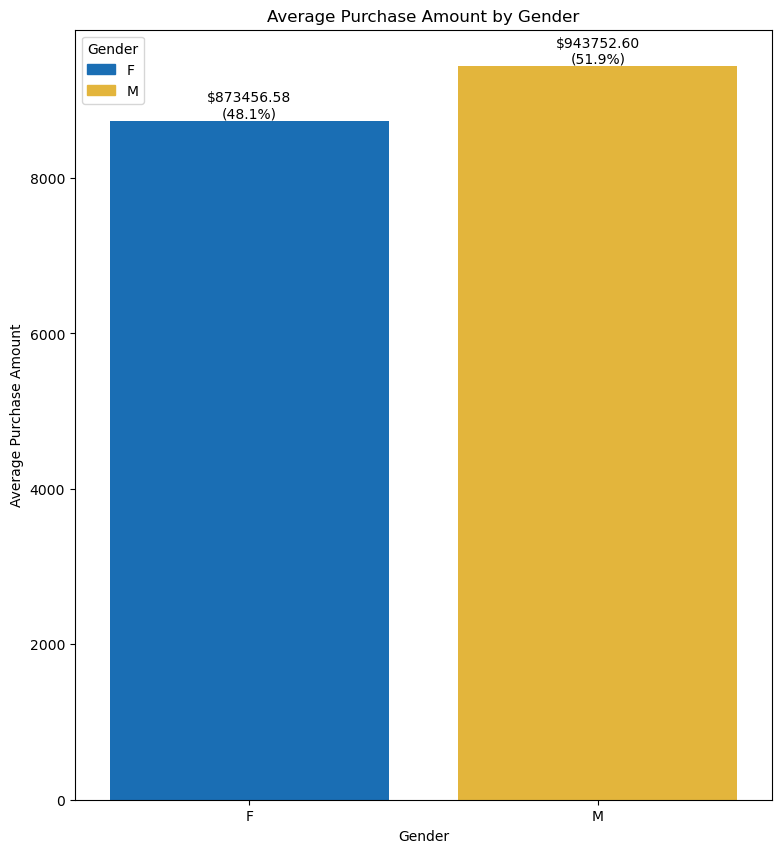 Average Purchase Amount by Gender
Gender
F
M
$873456.58
(48.1%)
$943752.60
(51.9%)
8000
6000
4000
2000
0
Average Purchase Amount
F
M
Gender